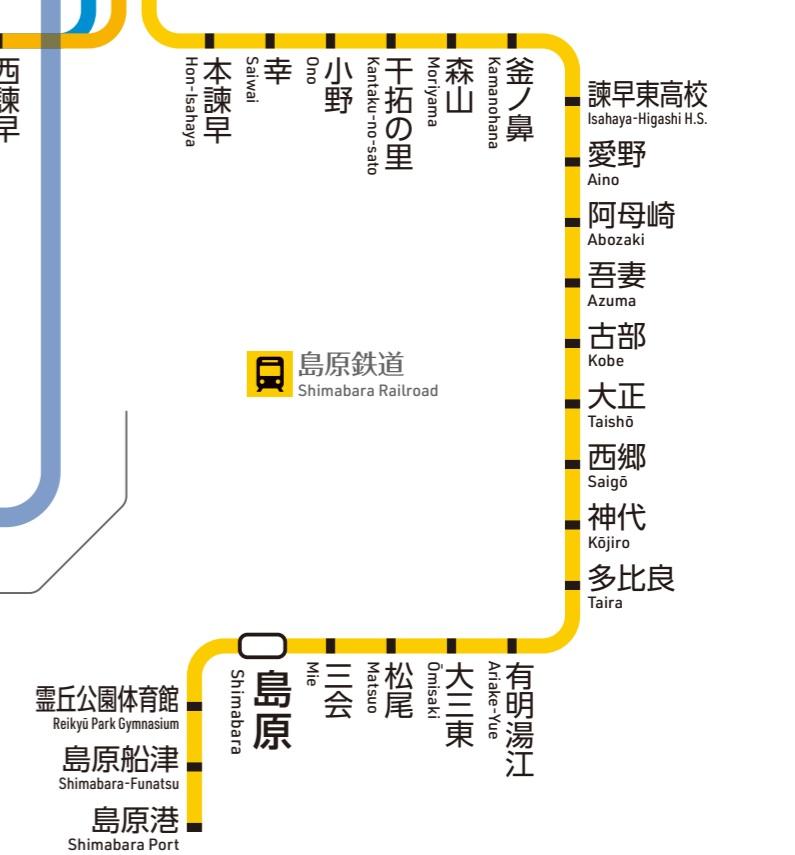 西諫早
本諫早
Hon-Isahaya
幸
Saiwai
小野
Ono
干拓の里
Kantaku-no-sato
森山
Moriyama
釜ノ鼻
Kamanohana
諫早東高校
Isahaya-Higashi H.S.
愛野
Aino
阿母崎
Abozaki
吾妻
Azuma
古部
Kobe
大正
Taishō
西郷
Saigō
神代
Kōjiro
多比良
Taira
島原鉄道
Shimabara Railroad
有明湯江
Ariake-Yue
大三東
Ōmisaki
松尾
Matsuo
三会
Mie
島原
Shimabara
霊丘公園体育館
Reikyū Park Gymnasium
島原船津
Shimabara-Funatsu
島原港
Shimabara Port